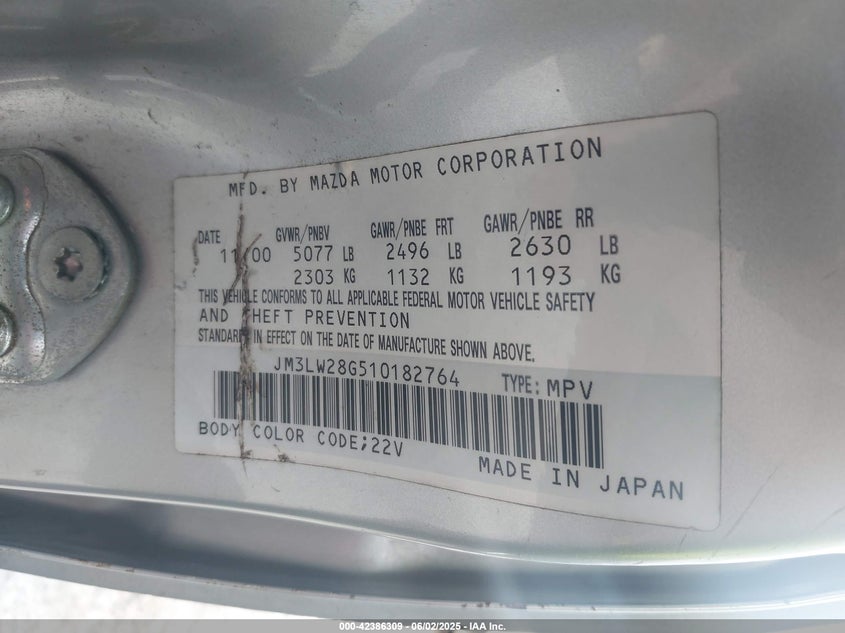 MFD. BY MAZDA MOTOR CORPORATION
DATE GVWR/PNBV GAWR/PNBE FRT GAWR/PNBE RR
11/00 5077 LB 2496 LB 2630 LB
2303 KG 1132 KG 1193 KG
THIS VEHICLE CONFORMS TO ALL APPLICABLE FEDERAL MOTOR VEHICLE SAFETY
AND THEFT PREVENTION
STANDARDS IN EFFECT ON THE DATE OF MANUFACTURE SHOWN ABOVE.
JM3LW28G510182764 TYPE: MPV
BODY COLOR CODE;22V
MADE IN JAPAN
000-42386309 - 06/02/2025 - IAA Inc.